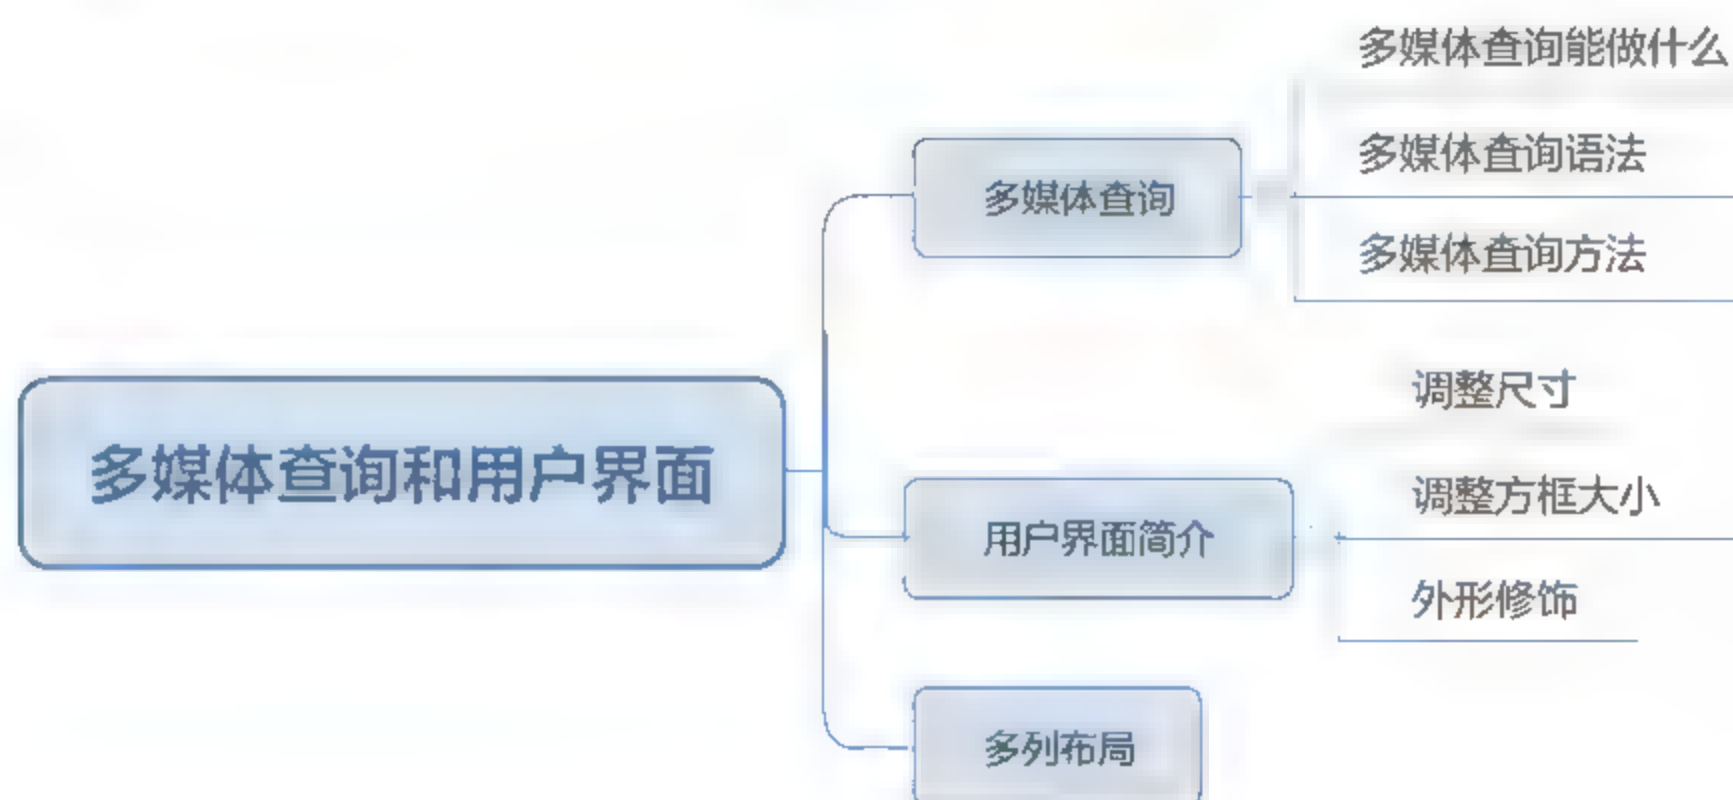 多媒体查询和用户界面
多媒体查询
多媒体查询能做什么
多媒体查询语法
多媒体查询方法
用户界面简介
调整尺寸
调整方框大小
外形修饰
多列布局